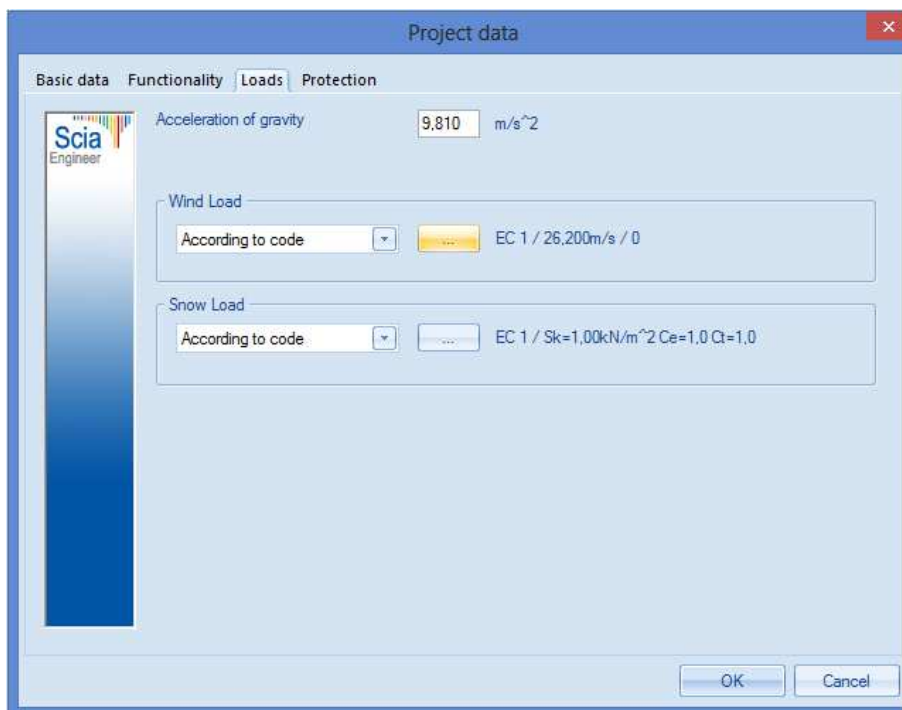 Project data
Basic data Functionality Loads Protection
Scia
Engineer
Acceleration of gravity 9,810 m/s^2
Wind Load
According to code ... EC 1 / 26,200m/s / 0
Snow Load
According to code ... EC 1 / Sk=1,00kN/m^2 Ce=1,0 Ct=1,0
OK Cancel